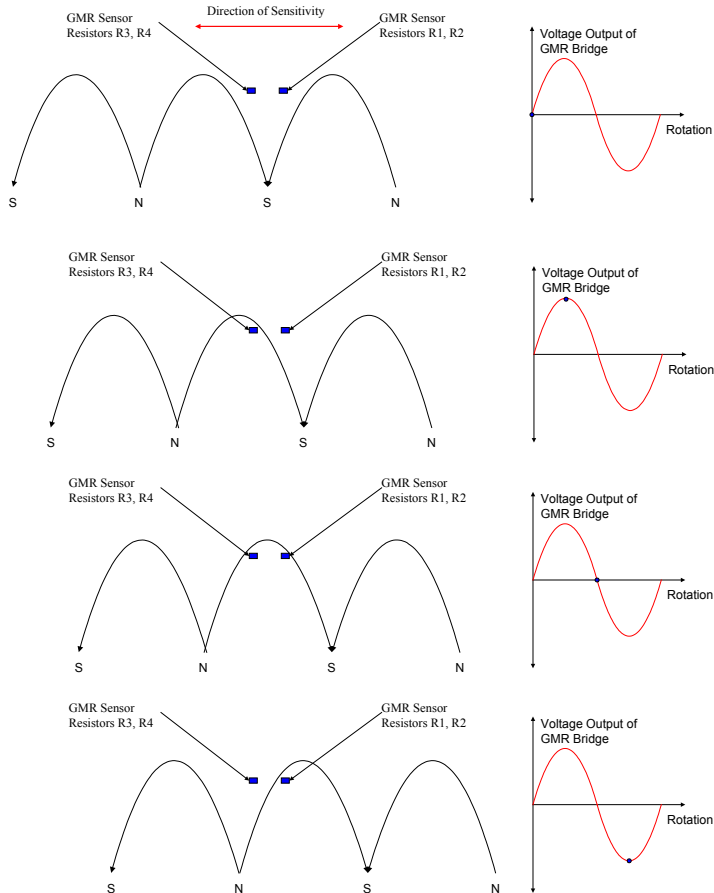 GMR Sensor
Resistors R3, R4
Direction of Sensitivity
GMR Sensor
Resistors R1, R2
Voltage Output of
GMR Bridge
Rotation
S
N
S
N
GMR Sensor
Resistors R3, R4
GMR Sensor
Resistors R1, R2
Voltage Output of
GMR Bridge
Rotation
S
N
S
N
GMR Sensor
Resistors R3, R4
GMR Sensor
Resistors R1, R2
Voltage Output of
GMR Bridge
Rotation
S
N
S
N
GMR Sensor
Resistors R3, R4
GMR Sensor
Resistors R1, R2
Voltage Output of
GMR Bridge
Rotation
S
N
S
N